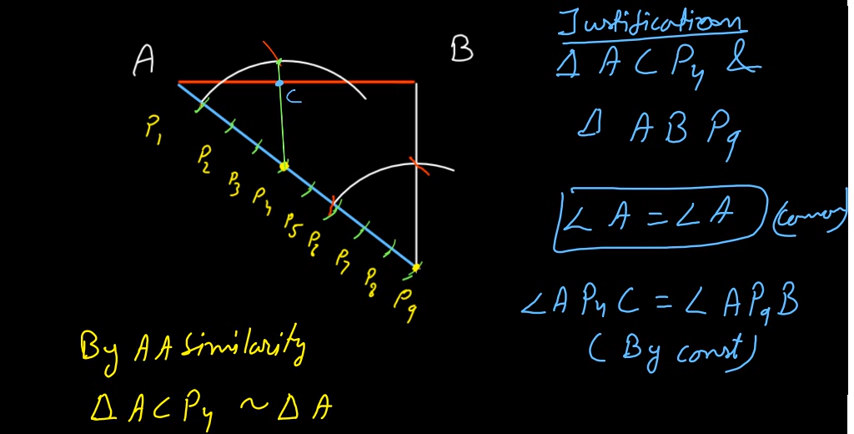 A
B
C
P1
P2
P3
P4
P5
P6
P7
P8
P9
Justification
Δ A C P4 &
Δ A B P9
∠ A = ∠ A (common)
∠ A P4 C = ∠ A P9 B
( By const)
By AA Similarity
Δ A C P4 ~ Δ A